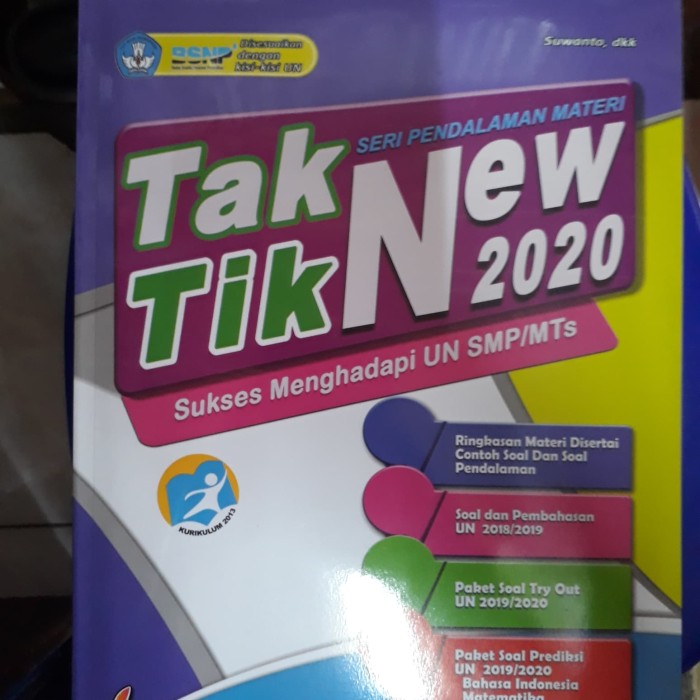 BSNP
Disesuaikan
dengan
kisi-kisi UN
Suwanto, dkk
SERI PENDALAMAN MATERI
Tak
Tik
New
2020
Sukses Menghadapi UN SMP/MTs
KURIKULUM 2013
Ringkasan Materi Disertai
Contoh Soal Dan Soal
Pendalaman
Soal dan Pembahasan
UN 2018/2019
Paket Soal Try Out
UN 2019/2020
Paket Soal Prediksi
UN 2019/2020
Bahasa Indonesia
Matematika